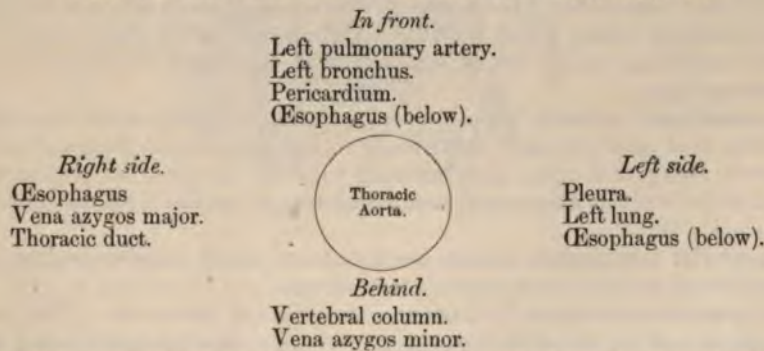 In front.
Left pulmonary artery.
Left bronchus.
Pericardium.
Œsophagus (below).
Right side.
Œsophagus
Vena azygos major.
Thoracic duct.
Thoracic
Aorta.
Left side.
Pleura.
Left lung.
Œsophagus (below).
Behind.
Vertebral column.
Vena azygos minor.